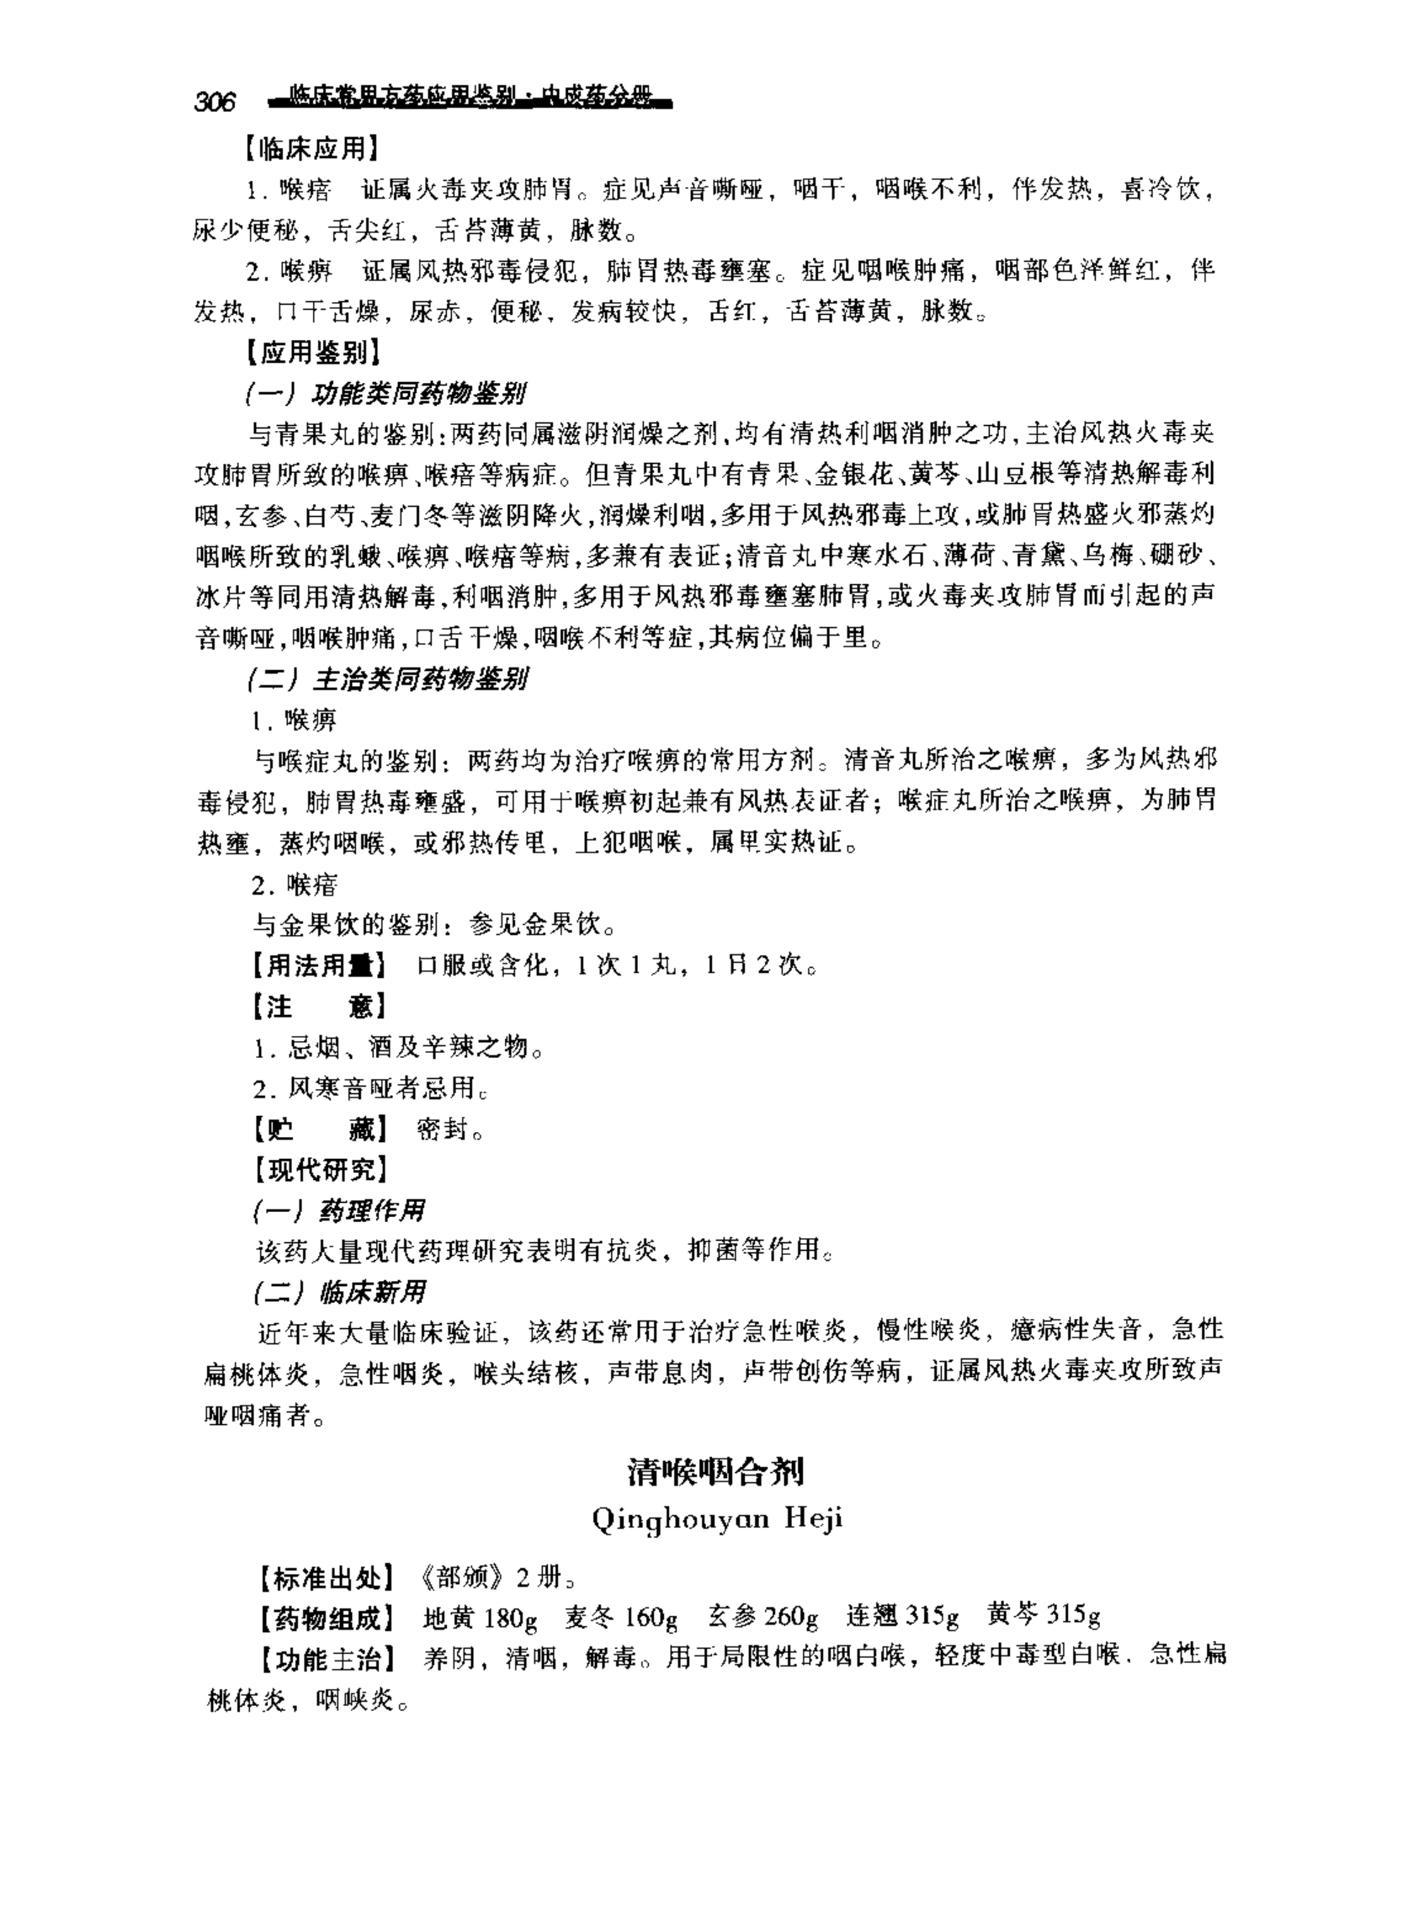 306 临床常用方药应用鉴别·中成药分册
【临床应用】
1. 喉瘖 证属火毒夹攻肺胃。症见声音嘶哑，咽干，咽喉不利，伴发热，喜冷饮，
尿少便秘，舌尖红，舌苔薄黄，脉数。
2. 喉痹 证属风热邪毒侵犯，肺胃热毒壅塞。症见咽喉肿痛，咽部色泽鲜红，伴
发热，口干舌燥，尿赤，便秘，发病较快，舌红，舌苔薄黄，脉数。
【应用鉴别】
(一) 功能类同药物鉴别
与青果丸的鉴别:两药同属滋阴润燥之剂,均有清热利咽消肿之功,主治风热火毒夹
攻肺胃所致的喉痹、喉瘖等病症。但青果丸中有青果、金银花、黄芩、山豆根等清热解毒利
咽,玄参、白芍、麦门冬等滋阴降火,润燥利咽,多用于风热邪毒上攻,或肺胃热盛火邪蒸灼
咽喉所致的乳蛾、喉痹、喉瘖等病,多兼有表证;清音丸中寒水石、薄荷、青黛、乌梅、硼砂、
冰片等同用清热解毒,利咽消肿,多用于风热邪毒壅塞肺胃,或火毒夹攻肺胃而引起的声
音嘶哑,咽喉肿痛,口舌干燥,咽喉不利等症,其病位偏于里。
(二) 主治类同药物鉴别
1. 喉痹
与喉症丸的鉴别：两药均为治疗喉痹的常用方剂。清音丸所治之喉痹，多为风热邪
毒侵犯，肺胃热毒壅盛，可用于喉痹初起兼有风热表证者；喉症丸所治之喉痹，为肺胃
热壅，蒸灼咽喉，或邪热传里，上犯咽喉，属里实热证。
2. 喉瘖
与金果饮的鉴别：参见金果饮。
【用法用量】 口服或含化，1次1丸，1日2次。
【注 意】
1. 忌烟、酒及辛辣之物。
2. 风寒音哑者忌用。
【贮 藏】 密封。
【现代研究】
(一) 药理作用
该药大量现代药理研究表明有抗炎，抑菌等作用。
(二) 临床新用
近年来大量临床验证，该药还常用于治疗急性喉炎，慢性喉炎，癔病性失音，急性
扁桃体炎，急性咽炎，喉头结核，声带息肉，声带创伤等病，证属风热火毒夹攻所致声
哑咽痛者。
清喉咽合剂
Qinghouyan Heji
【标准出处】 《部颁》2册。
【药物组成】 地黄180g 麦冬160g 玄参260g 连翘315g 黄芩315g
【功能主治】 养阴，清咽，解毒。用于局限性的咽白喉，轻度中毒型白喉，急性扁
桃体炎，咽峡炎。